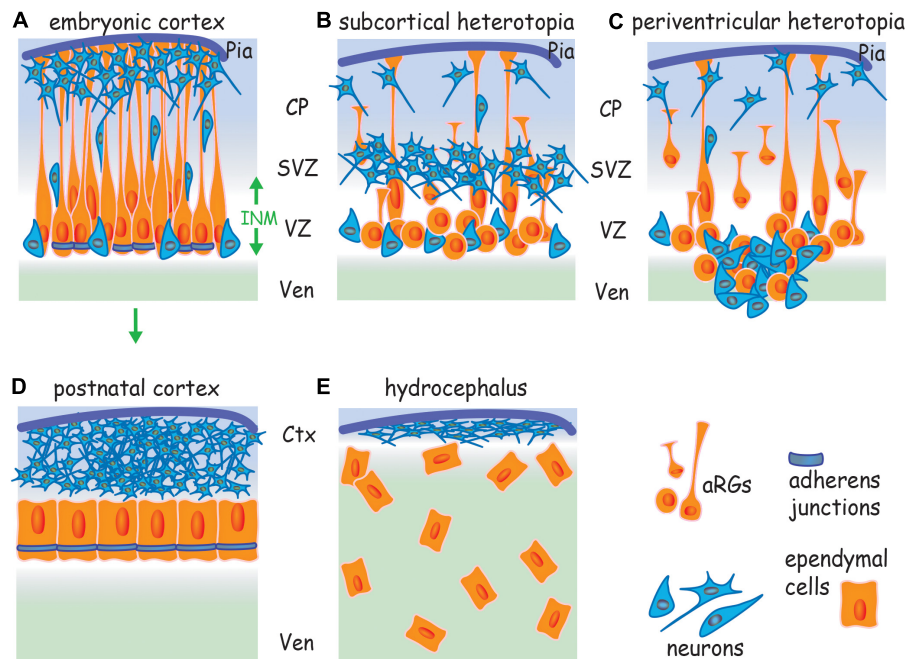 A embryonic cortex
Pia
CP
SVZ
INM
VZ
Ven
B subcortical heterotopia
Pia
C periventricular heterotopia
Pia
CP
SVZ
VZ
Ven
D postnatal cortex
Ctx
Ven
E hydrocephalus
aRGs
adherens
junctions
neurons
ependymal
cells